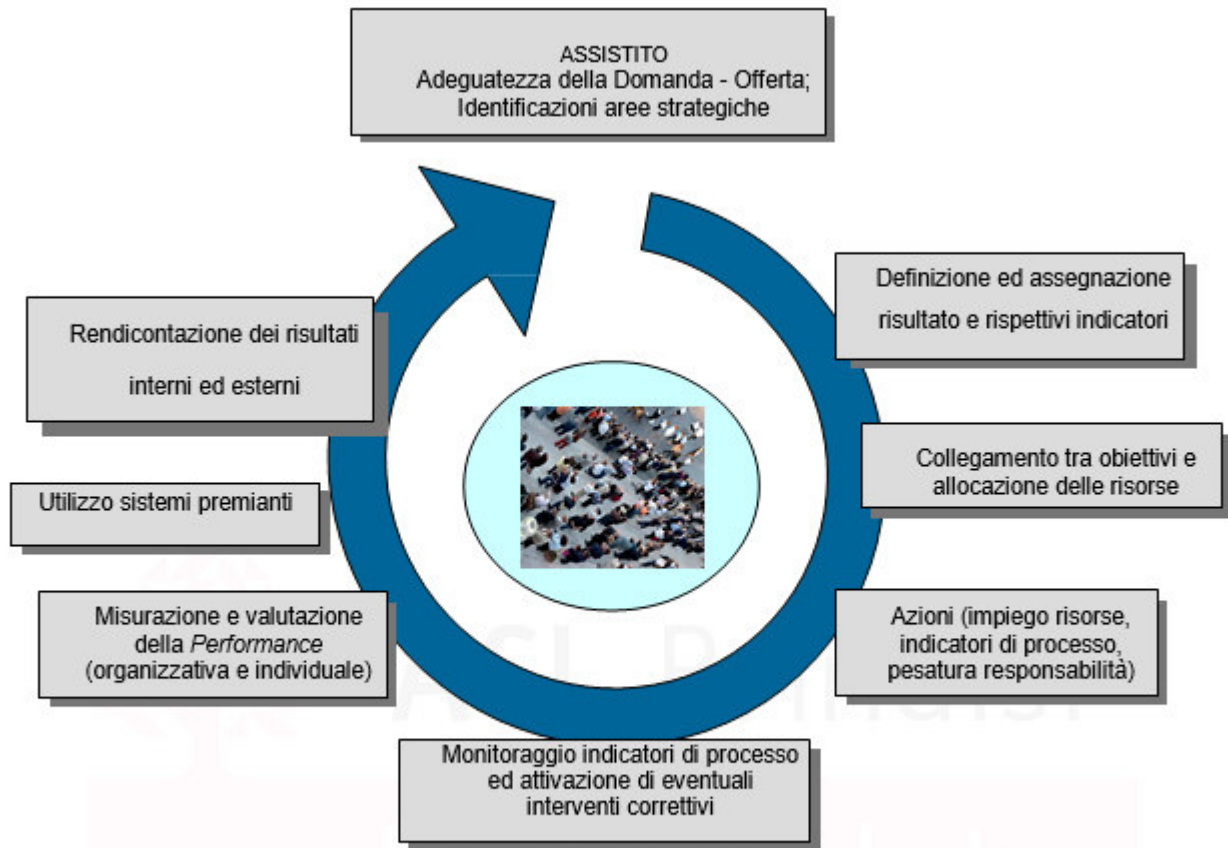 ASSISTITO
Adeguatezza della Domanda - Offerta;
Identificazioni aree strategiche
Definizione ed assegnazione
risultato e rispettivi indicatori
Collegamento tra obiettivi e
allocazione delle risorse
Azioni (impiego risorse,
indicatori di processo,
pesatura responsabilità)
Monitoraggio indicatori di processo
ed attivazione di eventuali
interventi correttivi
Misurazione e valutazione
della Performance
(organizzativa e individuale)
Utilizzo sistemi premianti
Rendicontazione dei risultati
interni ed esterni